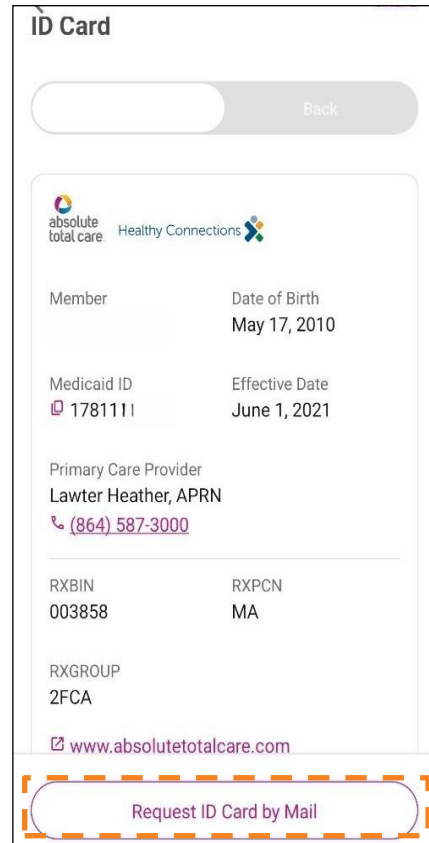 ID Card
Back
absolute
total care
Healthy Connections
Member
Date of Birth
May 17, 2010
Medicaid ID
Effective Date
June 1, 2021
Primary Care Provider
Lawter Heather, APRN
(864) 587-3000
RXBIN
RXPCN
003858
MA
RXGROUP
2FCA
www.absolutetotalcare.com
Request ID Card by Mail